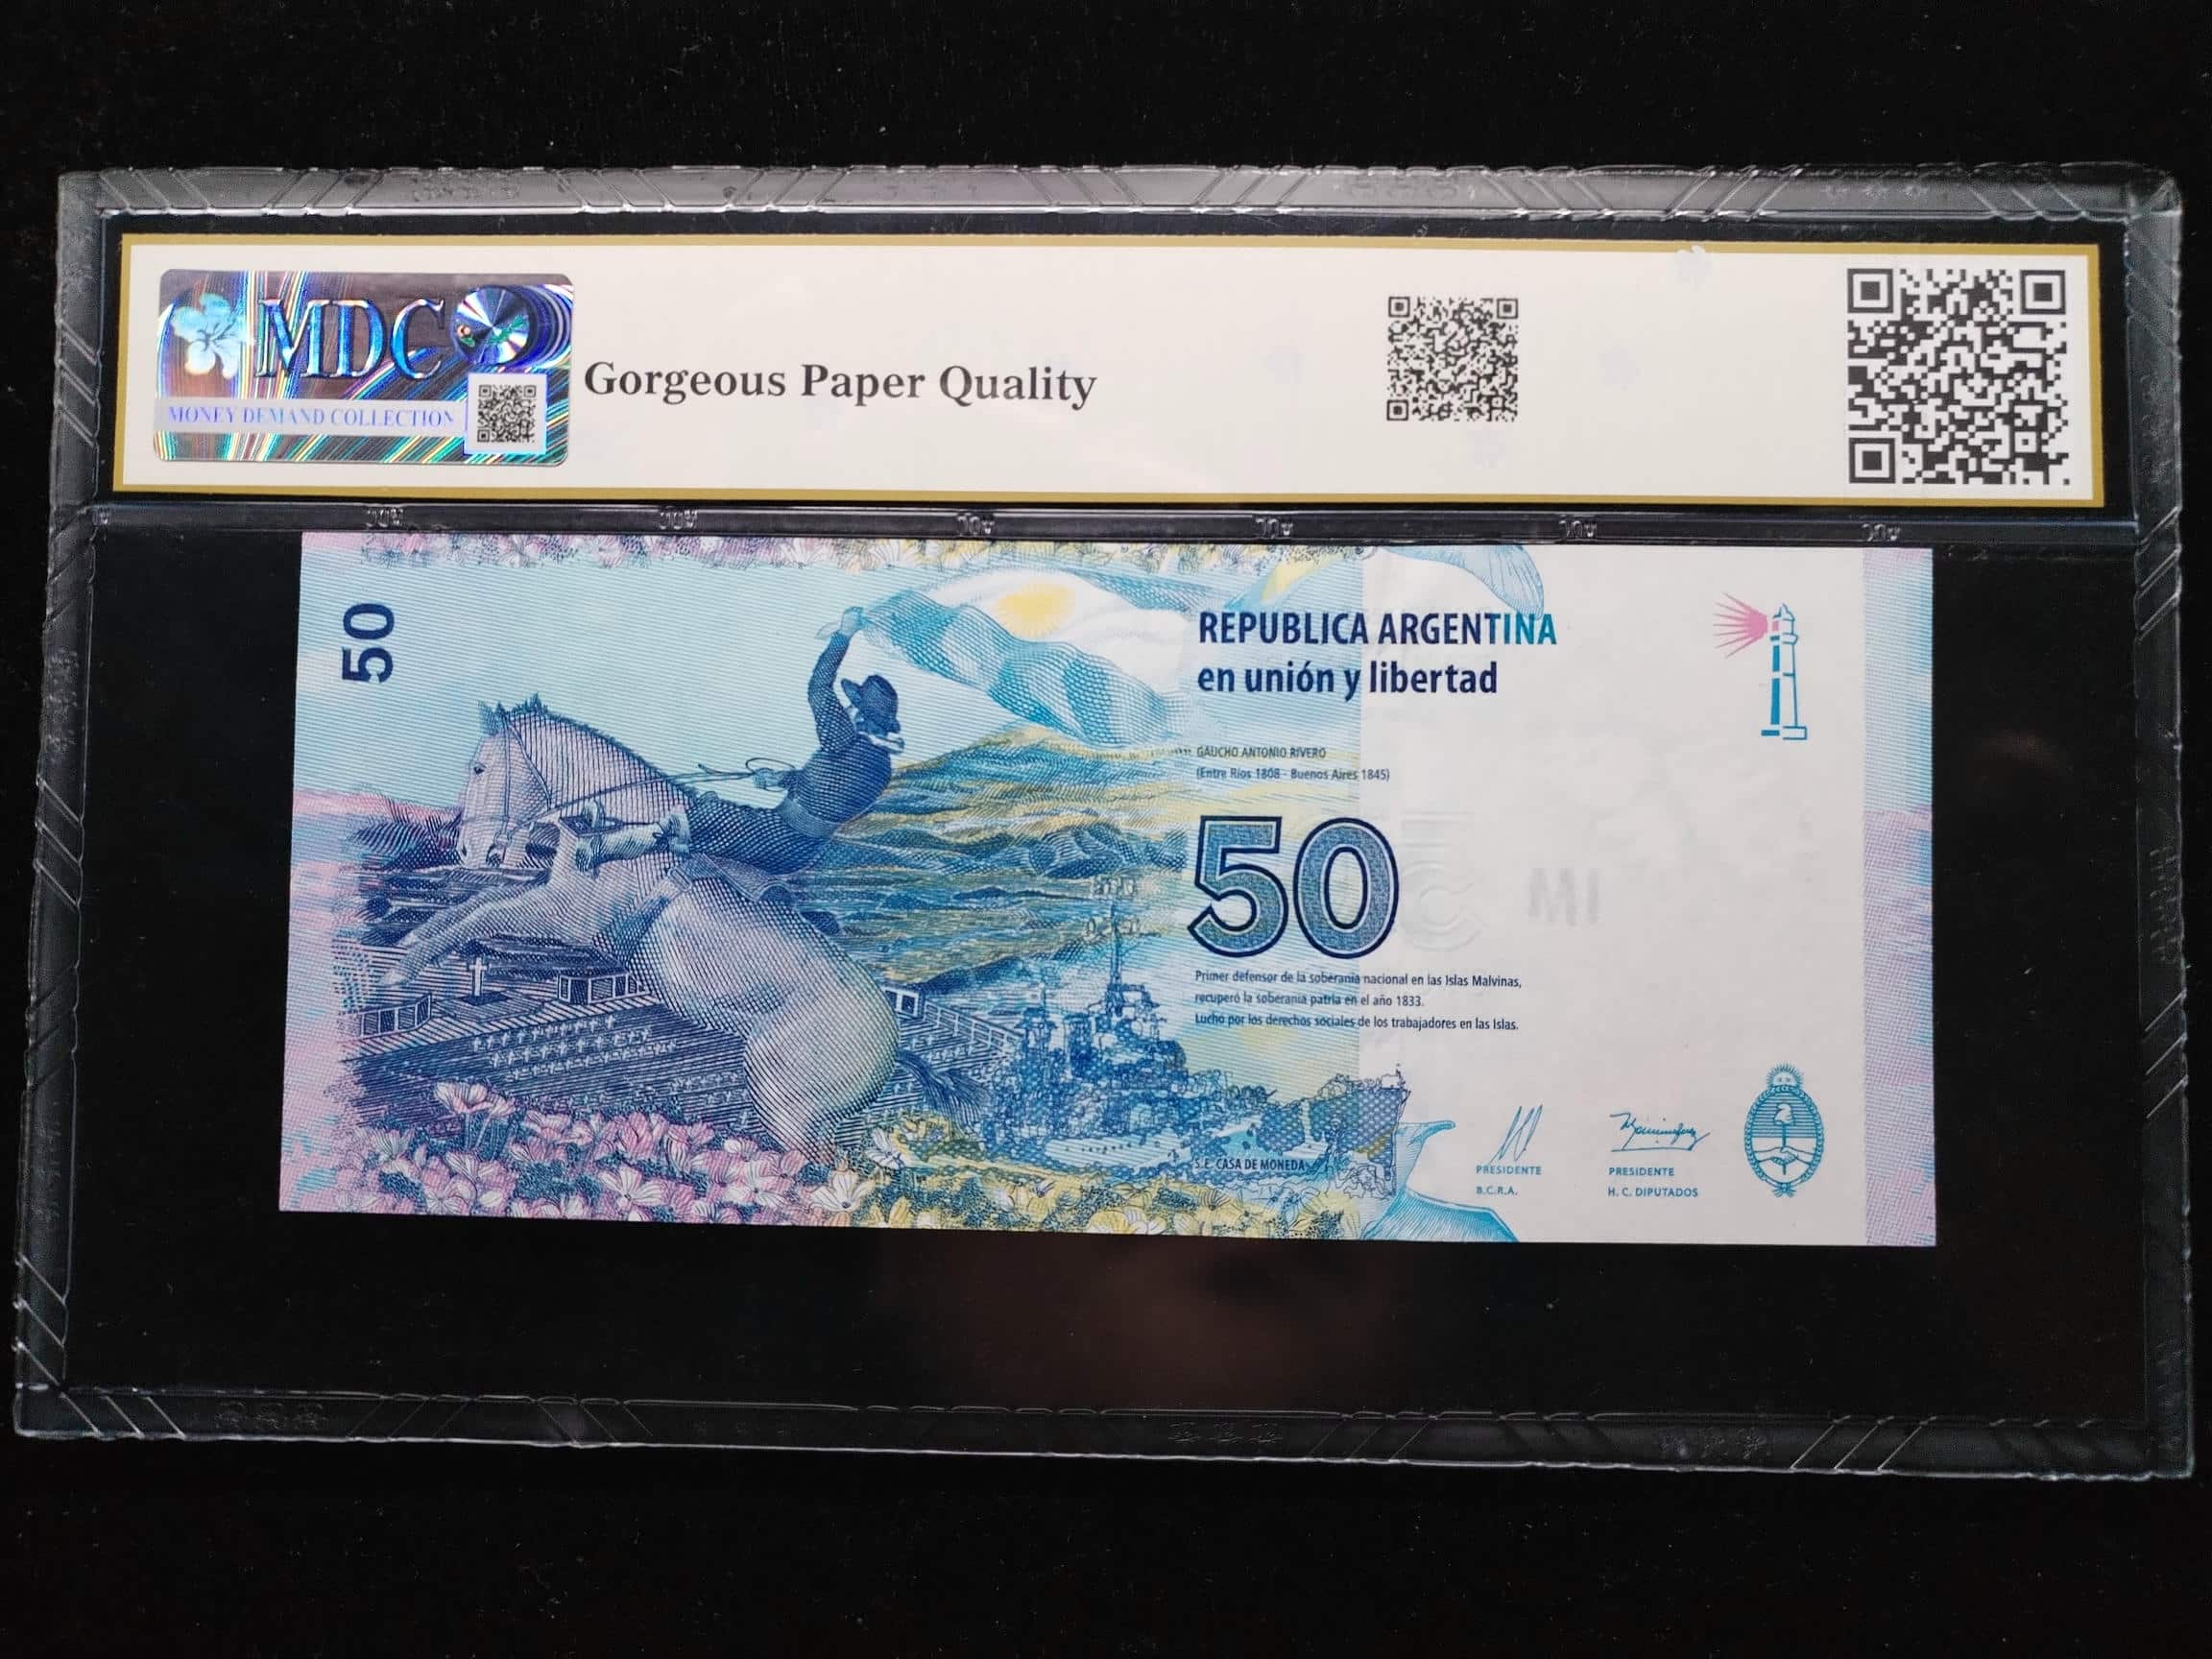 MDC
MONEY DEMAND COLLECTION
Gorgeous Paper Quality
50
REPUBLICA ARGENTINA
en unión y libertad
GAUCHO ANTONIO RIVERO
(Entre Ríos 1808 - Buenos Aires 1845)
50
Primer defensor de la soberanía nacional en las Islas Malvinas,
recuperó la soberanía patria en el año 1833.
Luchó por los derechos sociales de los trabajadores en las Islas.
S.E. CASA DE MONEDA
PRESIDENTE
B.C.R.A.
PRESIDENTE
H. C. DIPUTADOS